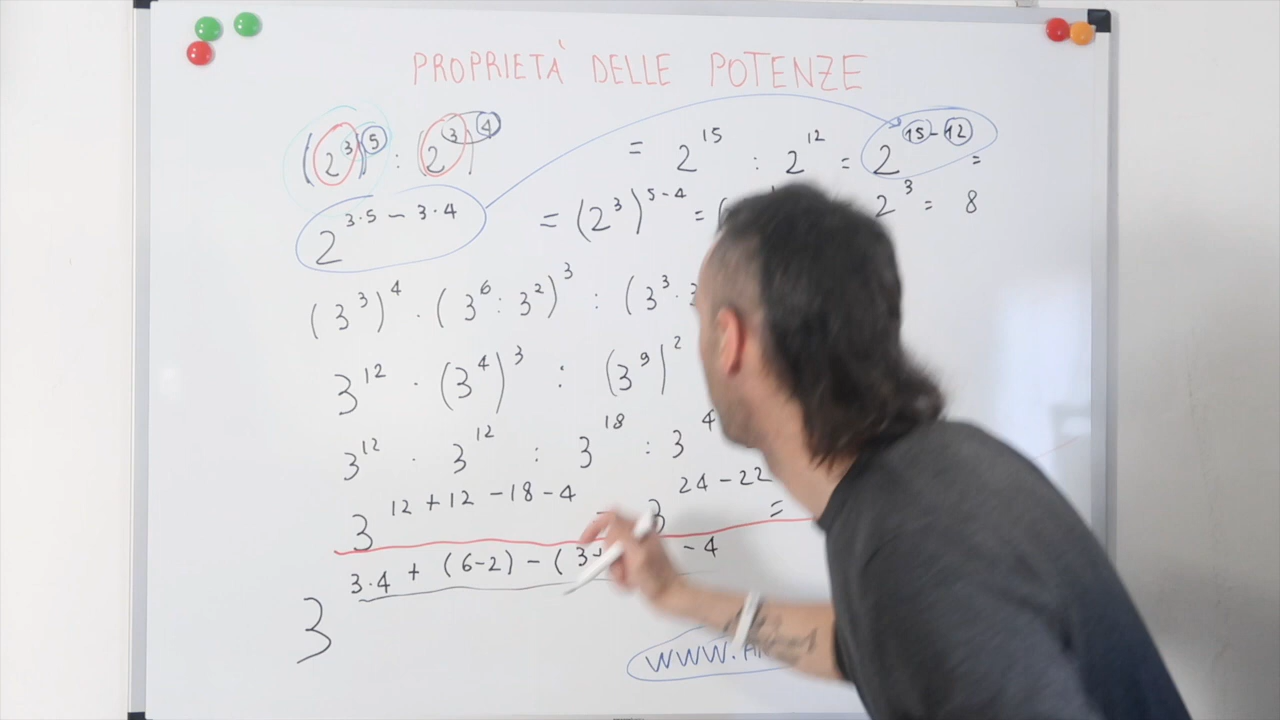 PROPRIETÀ DELLE POTENZE
(2³)⁵ : (2³)⁴ = 2¹⁵ : 2¹² = 2¹⁵⁻¹² =
2³·⁵⁻³·⁴ = (2³)⁵⁻⁴ = ( 2³ = 8
(3³)⁴ · (3⁶ : 3²)³ : (3³ ·
3¹² · (3⁴)³ : (3⁹)²
3¹² · 3¹² : 3¹⁸ : 3⁴
3¹²⁺¹²⁻¹⁸⁻⁴ = 3²⁴⁻²² =
3³·⁴ ⁺ ⁽⁶⁻²⁾ ⁻ ⁽³⁺ ⁻⁴
WWW.